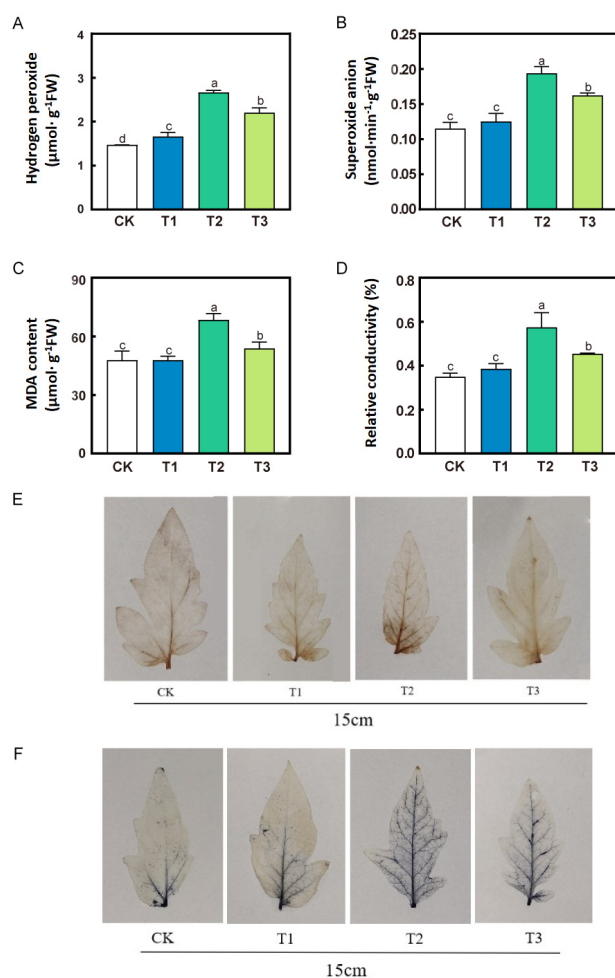 A
Hydrogen peroxide
(μmol· g⁻¹FW)
4
3
2
1
0
d
c
a
b
CK T1 T2 T3
B
Superoxide anion
(nmol·min⁻¹·g⁻¹FW)
0.25
0.20
0.15
0.10
0.05
0.00
c
c
a
b
CK T1 T2 T3
C
MDA content
(μmol· g⁻¹FW)
90
60
30
0
c
c
a
b
CK T1 T2 T3
D
Relative conductivity (%)
0.8
0.6
0.4
0.2
0.0
c
c
a
b
CK T1 T2 T3
E
CK T1 T2 T3
15cm
F
CK T1 T2 T3
15cm